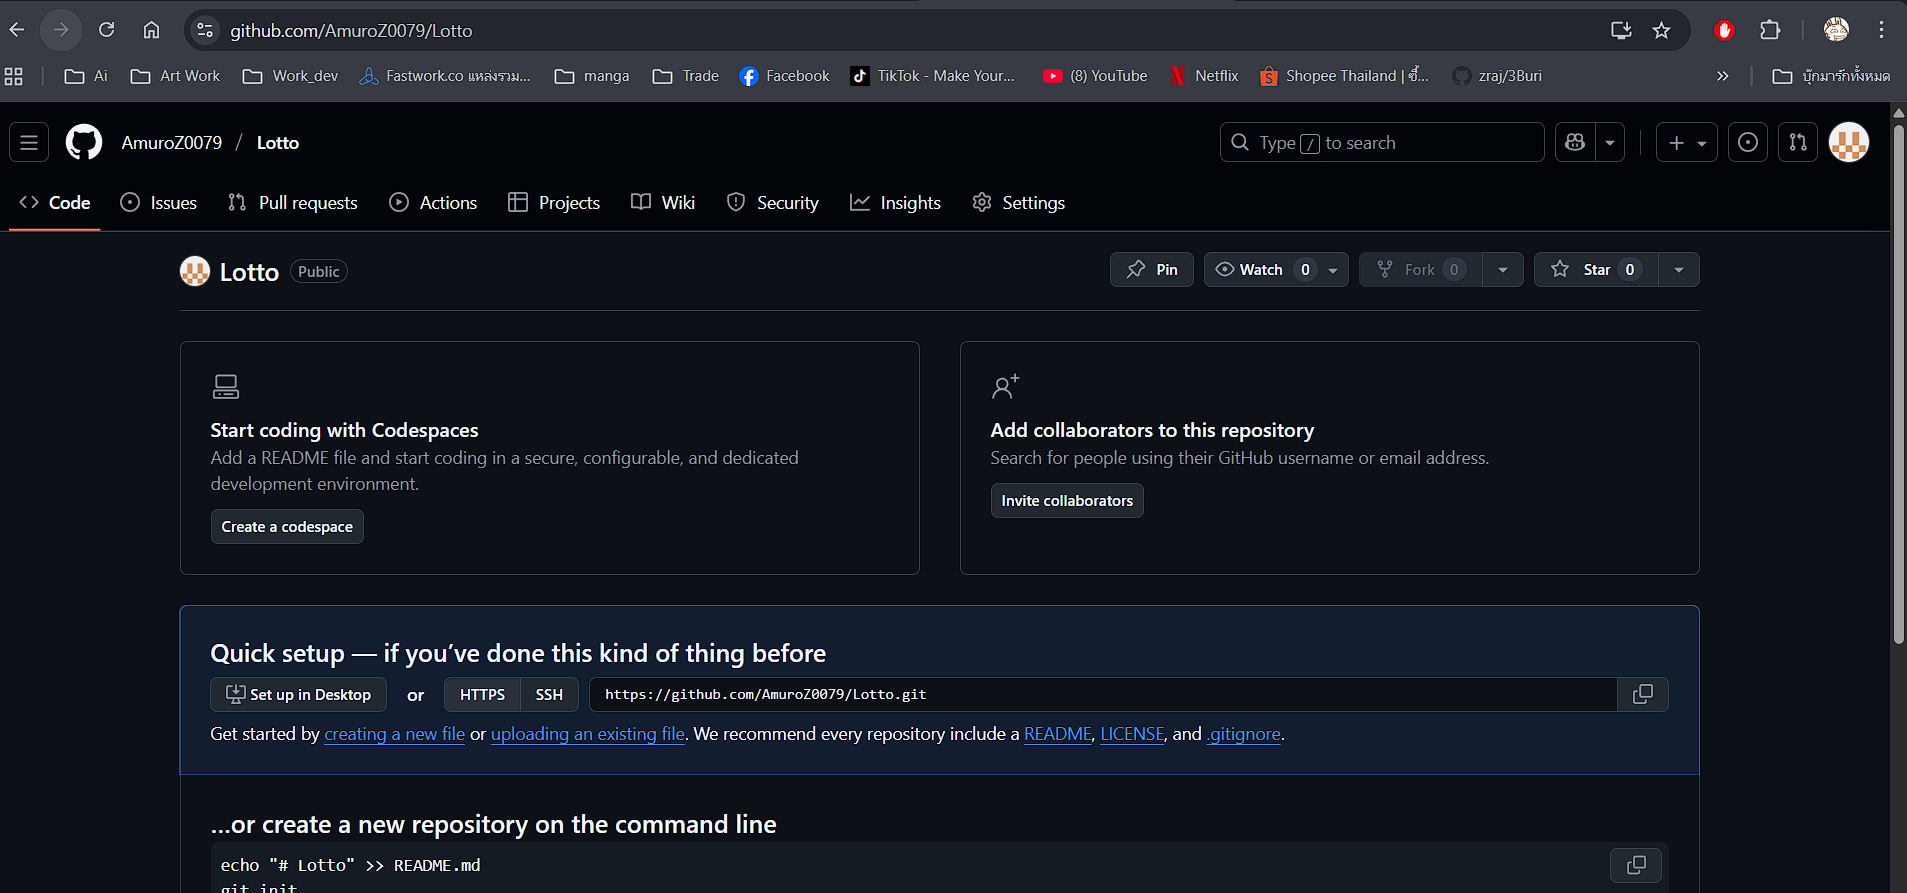 github.com/AmuroZ0079/Lotto
Ai Art Work Work_dev Fastwork.co แหล่งรวม... manga Trade Facebook TikTok - Make Your... (8) YouTube Netflix Shopee Thailand | ซื้... zraj/3Buri » บุ๊กมาร์กทั้งหมด
AmuroZ0079 / Lotto Type / to search
Code Issues Pull requests Actions Projects Wiki Security Insights Settings
Lotto Public Pin Watch 0 Fork 0 Star 0
Start coding with Codespaces
Add a README file and start coding in a secure, configurable, and dedicated
development environment.
Create a codespace
Add collaborators to this repository
Search for people using their GitHub username or email address.
Invite collaborators
Quick setup — if you’ve done this kind of thing before
Set up in Desktop or HTTPS SSH https://github.com/AmuroZ0079/Lotto.git
Get started by creating a new file or uploading an existing file. We recommend every repository include a README, LICENSE, and .gitignore.
…or create a new repository on the command line
echo "# Lotto" >> README.md
git init